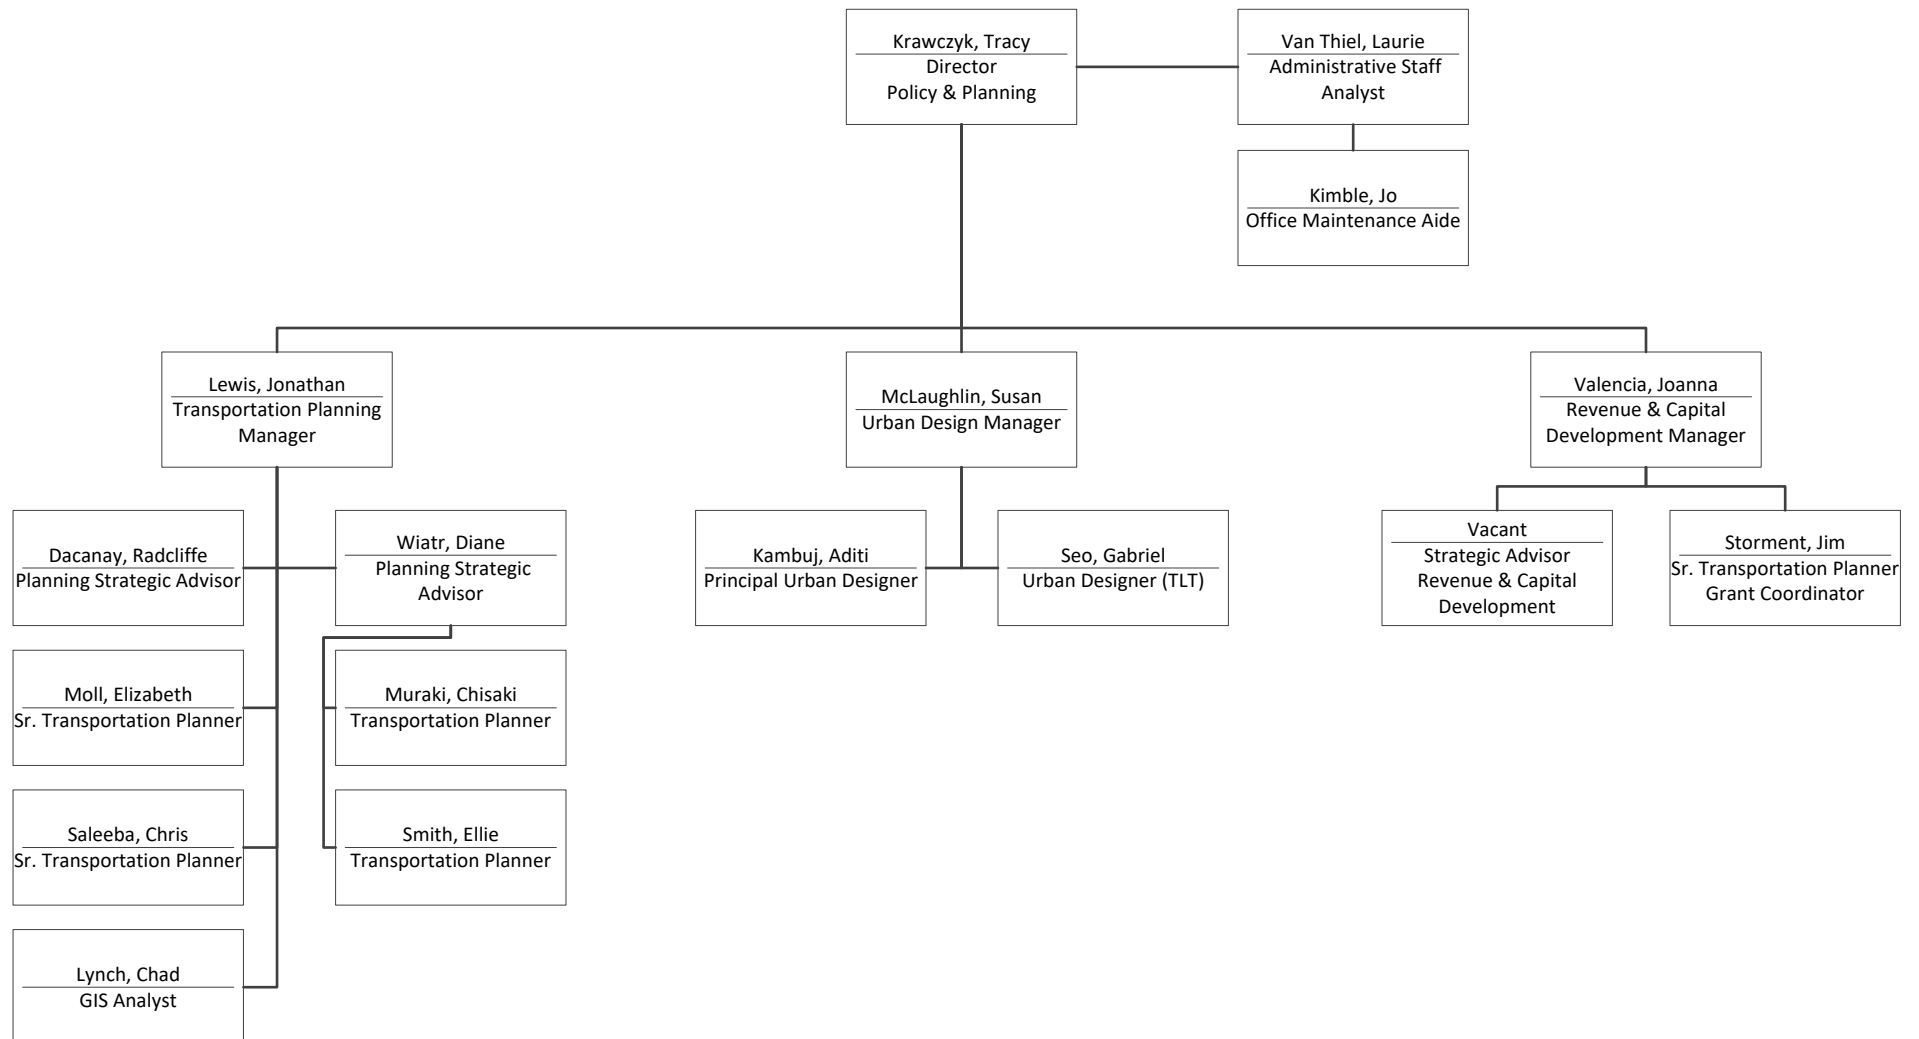 Krawczyk, Tracy
Director
Policy & Planning
Van Thiel, Laurie
Administrative Staff
Analyst
Kimble, Jo
Office Maintenance Aide
Lewis, Jonathan
Transportation Planning
Manager
McLaughlin, Susan
Urban Design Manager
Valencia, Joanna
Revenue & Capital
Development Manager
Dacanay, Radcliffe
Planning Strategic Advisor
Wiatr, Diane
Planning Strategic
Advisor
Kambuj, Aditi
Principal Urban Designer
Seo, Gabriel
Urban Designer (TLT)
Vacant
Strategic Advisor
Revenue & Capital
Development
Storment, Jim
Sr. Transportation Planner
Grant Coordinator
Moll, Elizabeth
Sr. Transportation Planner
Muraki, Chisaki
Transportation Planner
Saleeba, Chris
Sr. Transportation Planner
Smith, Ellie
Transportation Planner
Lynch, Chad
GIS Analyst